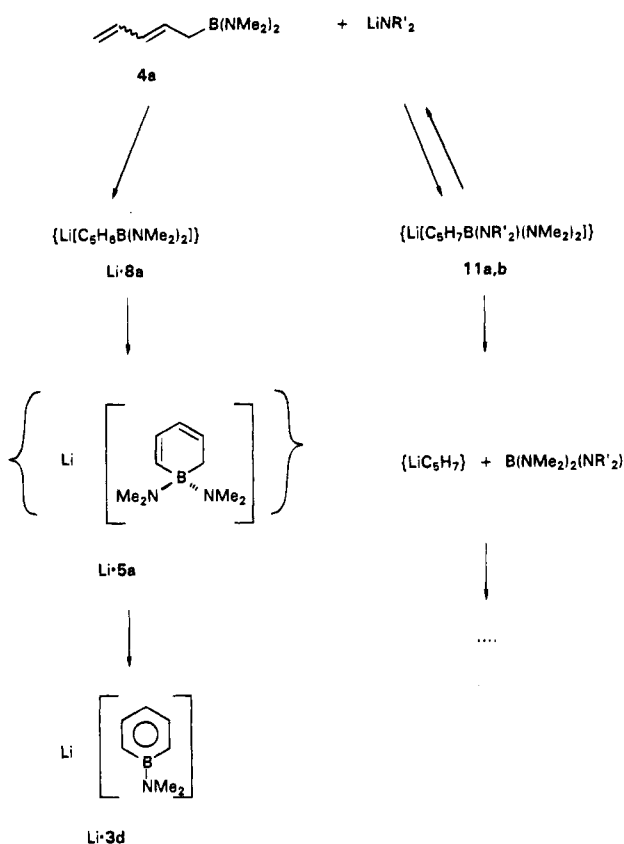 B(NMe₂)₂ + LiNR'₂
4a
{Li[C₅H₆B(NMe₂)₂]}
{Li[C₅H₇B(NR'₂)(NMe₂)₂]}
Li·8a
11a,b
Li
B
Me₂N
NMe₂
{LiC₅H₇} + B(NMe₂)₂(NR'₂)
Li·5a
....
Li
B
NMe₂
Li·3d